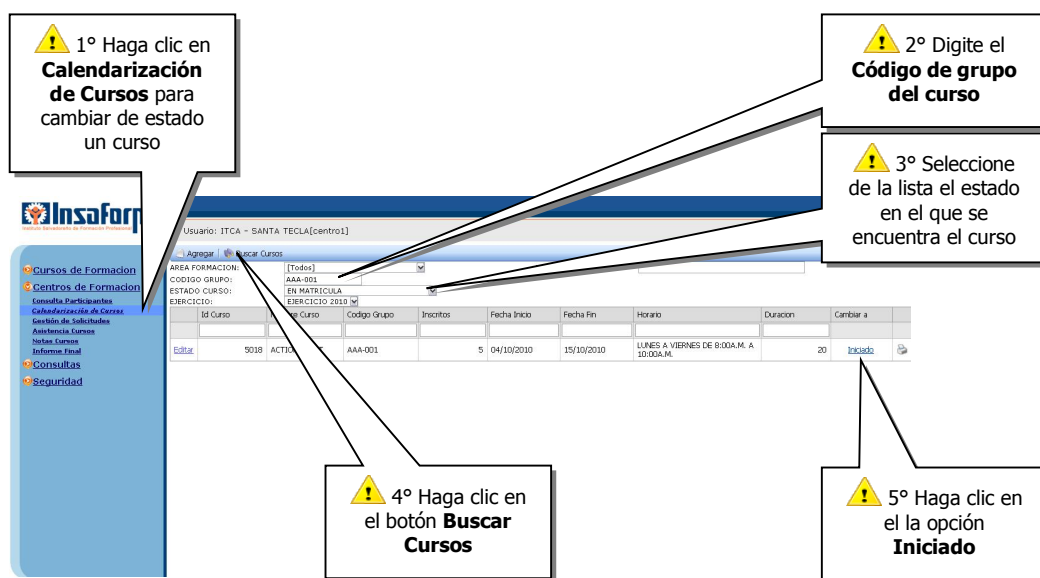 1° Haga clic en
Calendarización
de Cursos para
cambiar de estado
un curso
2° Digite el
Código de grupo
del curso
3° Seleccione
de la lista el estado
en el que se
encuentra el curso
Insaforp
Instituto Salvadoreño de Formación Profesional
Usuario: ITCA - SANTA TECLA[centro1]
Agregar Buscar Cursos
AREA FORMACION: [Todos]
CODIGO GRUPO: AAA-001
ESTADO CURSO: EN MATRICULA
EJERCICIO: EJERCICIO 2010
Cursos de Formacion
Centros de Formacion
Consulta Participantes
Calendarización de Cursos
Gestión de Solicitudes
Asistencia Cursos
Notas Cursos
Informe Final
Consultas
Seguridad
Id Curso Curso Codigo Grupo Inscritos Fecha Inicio Fecha Fin Horario Duracion Cambiar a
Editar 5018 AAA-001 5 04/10/2010 15/10/2010 LUNES A VIERNES DE 8:00A.M. A 20 Iniciado
10:00A.M.
4° Haga clic en
el botón Buscar
Cursos
5° Haga clic en
el la opción
Iniciado